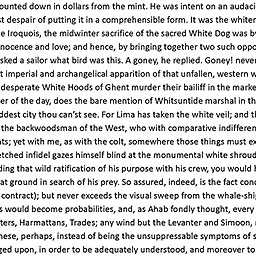 ounted down in dollars from the mint. He was intent on an audaci
st despair of putting it in a comprehensible form. It was the white
e Iroquois, the midwinter sacrifice of the sacred White Dog was by
nocence and love; and hence, by bringing together two such oppo
sked a sailor what bird was this. A goney, he replied. Goney! never
t imperial and archangelical apparition of that unfallen, western w
desperate White Hoods of Ghent murder their bailiff in the marke
er of the day, does the bare mention of Whitsuntide marshal in th
ddest city thou can'st see. For Lima has taken the white veil; and th
the backwoodsman of the West, who with comparative indifferen
ts; yet with me, as with the colt, somewhere those things must ex
etched infidel gazes himself blind at the monumental white shroud
ding that wild ratification of his purpose with his crew, you would h
at ground in search of his prey. So assured, indeed, is the fact conc
contract); but never exceeds the visual sweep from the whale-ship
s would become probabilities, and, as Ahab fondly thought, every
ters, Harmattans, Trades; any wind but the Levanter and Simoon, m
nese, perhaps, instead of being the unsuppressable symptoms of s
ged upon, in order to be adequately understood, and moreover to